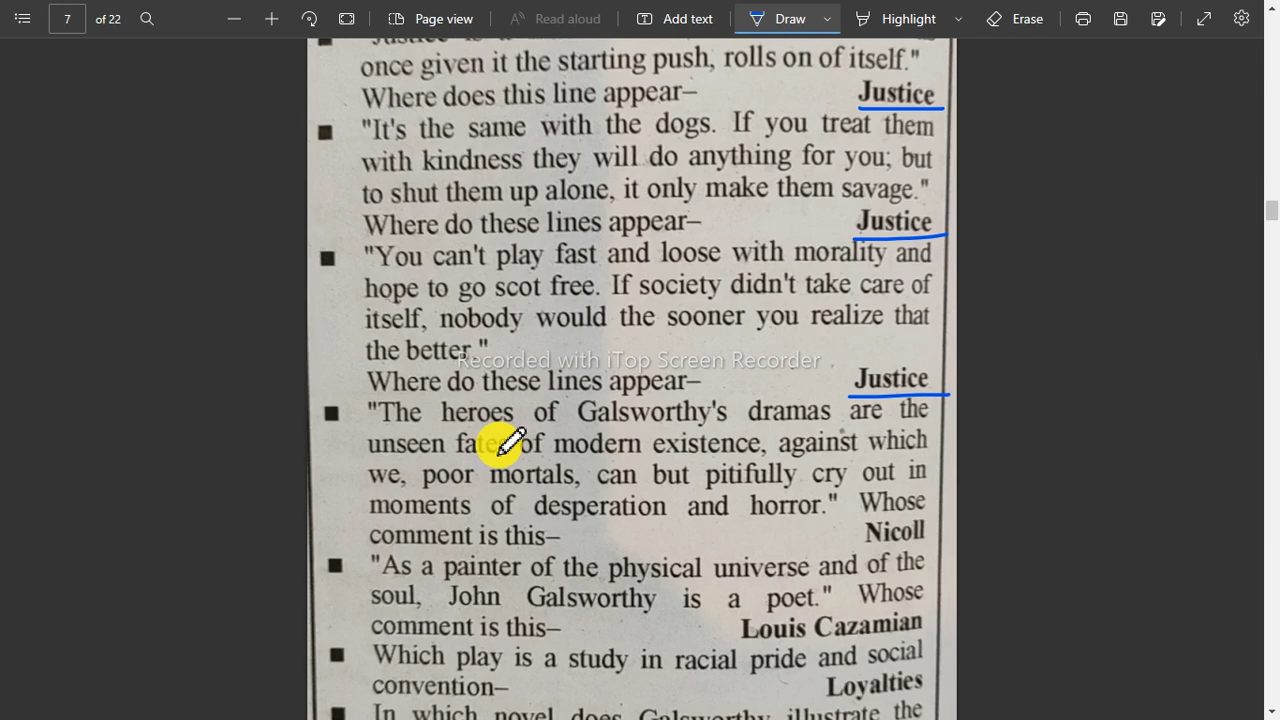 7 of 22 Page view Read aloud Add text Draw Highlight Erase
once given it the starting push, rolls on of itself."
Where does this line appear– Justice
"It's the same with the dogs. If you treat them
with kindness they will do anything for you; but
to shut them up alone, it only make them savage."
Where do these lines appear– Justice
"You can't play fast and loose with morality and
hope to go scot free. If society didn't take care of
itself, nobody would the sooner you realize that
the better."
Recorded with iTop Screen Recorder
Where do these lines appear– Justice
"The heroes of Galsworthy's dramas are the
unseen fates of modern existence, against which
we, poor mortals, can but pitifully cry out in
moments of desperation and horror." Whose
comment is this– Nicoll
"As a painter of the physical universe and of the
soul, John Galsworthy is a poet." Whose
comment is this– Louis Cazamian
Which play is a study in racial pride and social
convention– Loyalties
In which novel does Galsworthy illustrate the